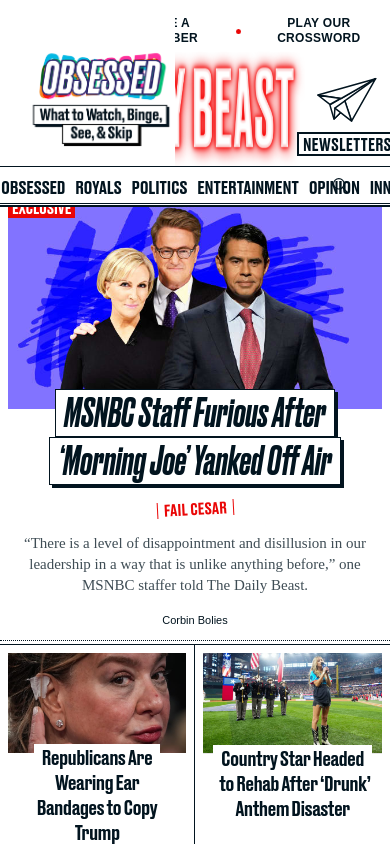 E A
BER
PLAY OUR
CROSSWORD
OBSESSED
What to Watch, Binge,
See, & Skip
Y BEAST
NEWSLETTERS
OBSESSED ROYALS POLITICS ENTERTAINMENT OPINION INN
EXCLUSIVE
MSNBC Staff Furious After
‘Morning Joe’ Yanked Off Air
FAIL CESAR
“There is a level of disappointment and disillusion in our
leadership in a way that is unlike anything before,” one
MSNBC staffer told The Daily Beast.
Corbin Bolies
Republicans Are
Wearing Ear
Bandages to Copy
Trump
Country Star Headed
to Rehab After ‘Drunk’
Anthem Disaster